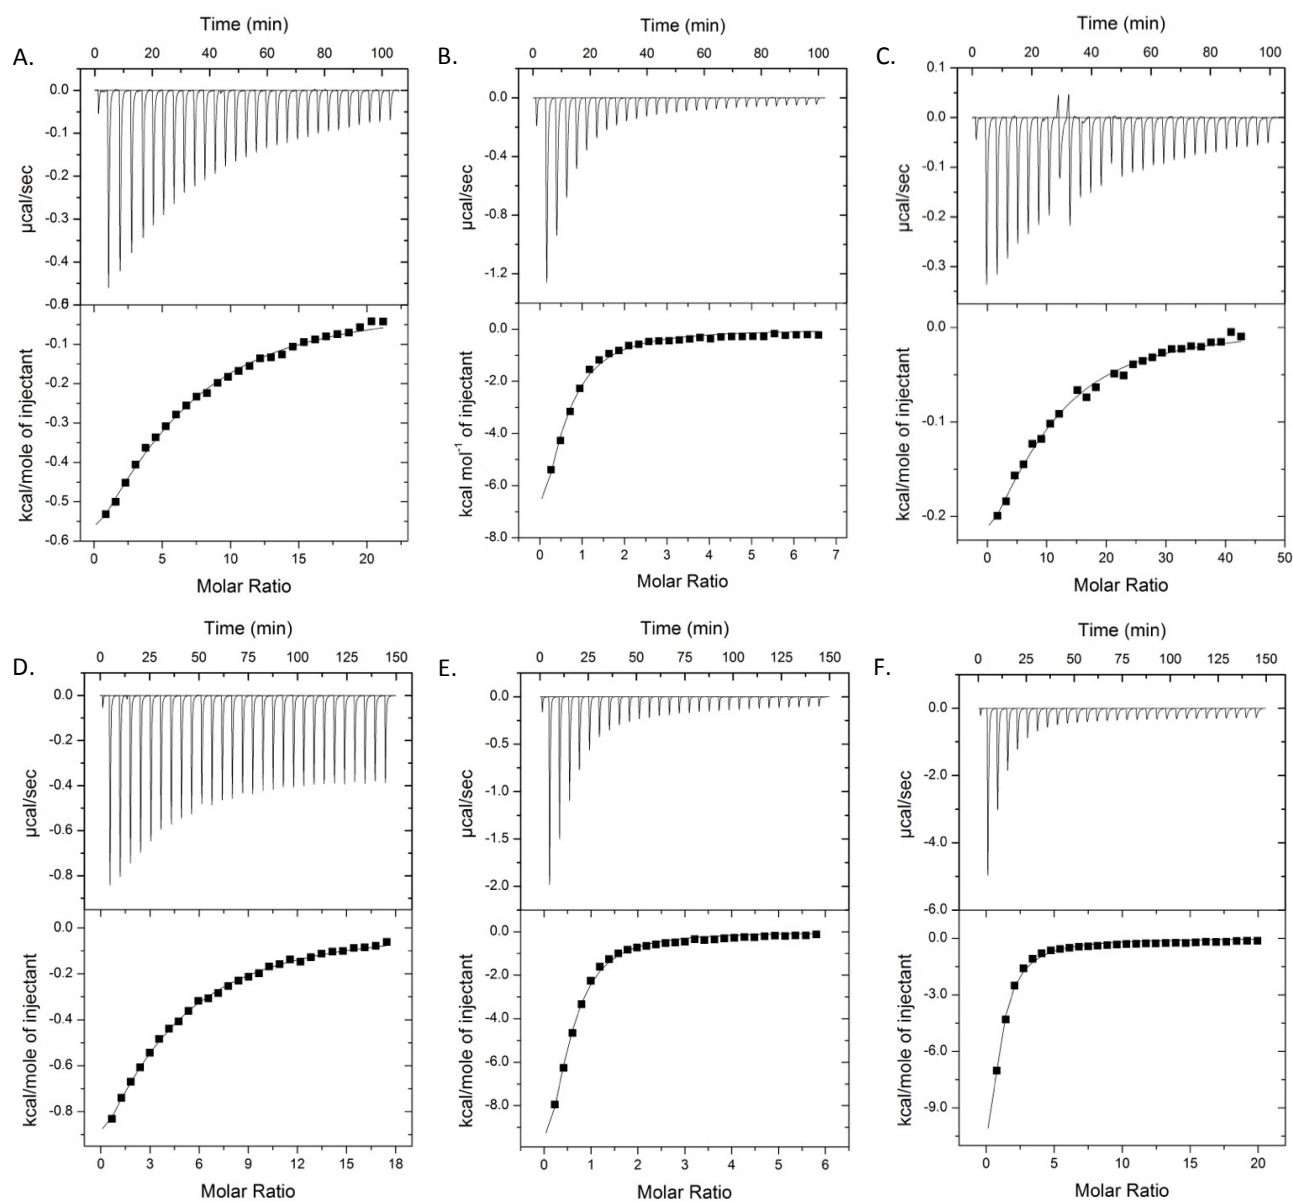 A.
Time (min)
0 20 40 60 80 100
0.0
-0.1
-0.2
-0.3
-0.4
-0.6
µcal/sec
-0.1
-0.2
-0.3
-0.4
-0.5
-0.6
kcal/mole of injectant
0 5 10 15 20
Molar Ratio
B.
Time (min)
0 20 40 60 80 100
0.0
-0.4
-0.8
-1.2
µcal/sec
0.0
-2.0
-4.0
-6.0
-8.0
kcal mol⁻¹ of injectant
0 1 2 3 4 5 6 7
Molar Ratio
C.
Time (min)
0 20 40 60 80 100
0.1
0.0
-0.1
-0.2
-0.3
µcal/sec
0.0
-0.1
-0.2
kcal/mole of injectant
0 10 20 30 40 50
Molar Ratio
D.
Time (min)
0 25 50 75 100 125 150
0.0
-0.2
-0.4
-0.6
-0.8
µcal/sec
0.0
-0.2
-0.4
-0.6
-0.8
kcal/mole of injectant
0 3 6 9 12 15 18
Molar Ratio
E.
Time (min)
0 25 50 75 100 125 150
0.0
-0.5
-1.0
-1.5
-2.0
µcal/sec
0.0
-2.0
-4.0
-6.0
-8.0
kcal/mole of injectant
0 1 2 3 4 5 6
Molar Ratio
F.
Time (min)
0 25 50 75 100 125 150
0.0
-2.0
-4.0
-6.0
µcal/sec
0.0
-3.0
-6.0
-9.0
kcal/mole of injectant
0 5 10 15 20
Molar Ratio